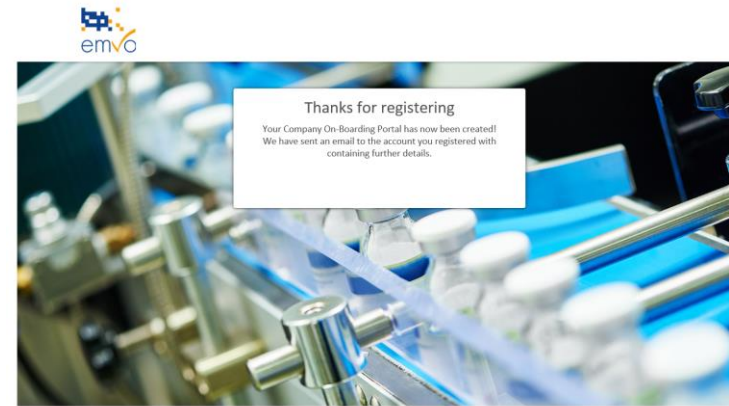 emvo
Thanks for registering
Your Company On-Boarding Portal has now been created!
We have sent an email to the account you registered with
containing further details.